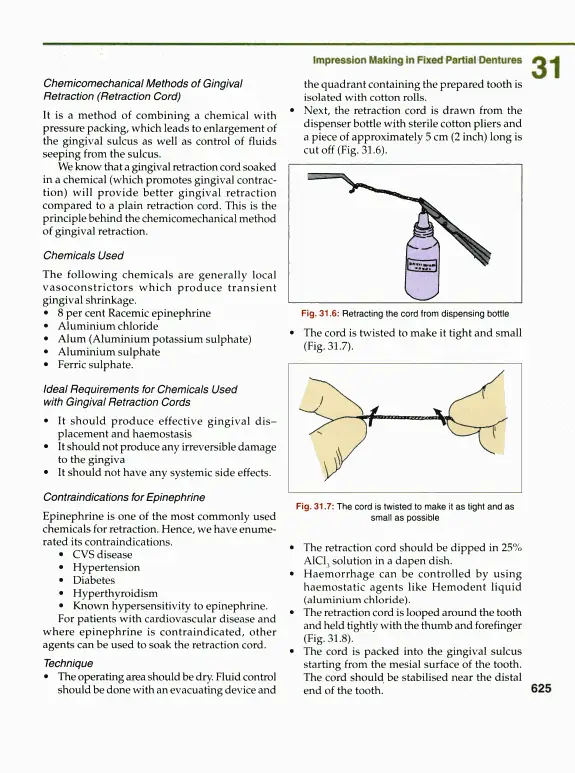 Impression Making in Fixed Partial Dentures 31
Chemicomechanical Methods of Gingival
Retraction (Retraction Cord)
It is a method of combining a chemical with
pressure packing, which leads to enlargement of
the gingival sulcus as well as control of fluids
seeping from the sulcus.
We know that a gingival retraction cord soaked
in a chemical (which promotes gingival contrac-
tion) will provide better gingival retraction
compared to a plain retraction cord. This is the
principle behind the chemicomechanical method
of gingival retraction.
Chemicals Used
The following chemicals are generally local
vasoconstrictors which produce transient
gingival shrinkage.
• 8 per cent Racemic epinephrine
• Aluminium chloride
• Alum (Aluminium potassium sulphate)
• Aluminium sulphate
• Ferric sulphate.
Ideal Requirements for Chemicals Used
with Gingival Retraction Cords
• It should produce effective gingival dis-
placement and haemostasis
• It should not produce any irreversible damage
to the gingiva
• It should not have any systemic side effects.
Contraindications for Epinephrine
Epinephrine is one of the most commonly used
chemicals for retraction. Hence, we have enume-
rated its contraindications.
• CVS disease
• Hypertension
• Diabetes
• Hyperthyroidism
• Known hypersensitivity to epinephrine.
For patients with cardiovascular disease and
where epinephrine is contraindicated, other
agents can be used to soak the retraction cord.
Technique
• The operating area should be dry. Fluid control
should be done with an evacuating device and
the quadrant containing the prepared tooth is
isolated with cotton rolls.
• Next, the retraction cord is drawn from the
dispenser bottle with sterile cotton pliers and
a piece of approximately 5 cm (2 inch) long is
cut off (Fig. 31.6).
Fig. 31.6: Retracting the cord from dispensing bottle
• The cord is twisted to make it tight and small
(Fig. 31.7).
Fig. 31.7: The cord is twisted to make it as tight and as
small as possible
• The retraction cord should be dipped in 25%
AlCl3 solution in a dapen dish.
• Haemorrhage can be controlled by using
haemostatic agents like Hemodent liquid
(aluminium chloride).
• The retraction cord is looped around the tooth
and held tightly with the thumb and forefinger
(Fig. 31.8).
• The cord is packed into the gingival sulcus
starting from the mesial surface of the tooth.
The cord should be stabilised near the distal
end of the tooth.
625